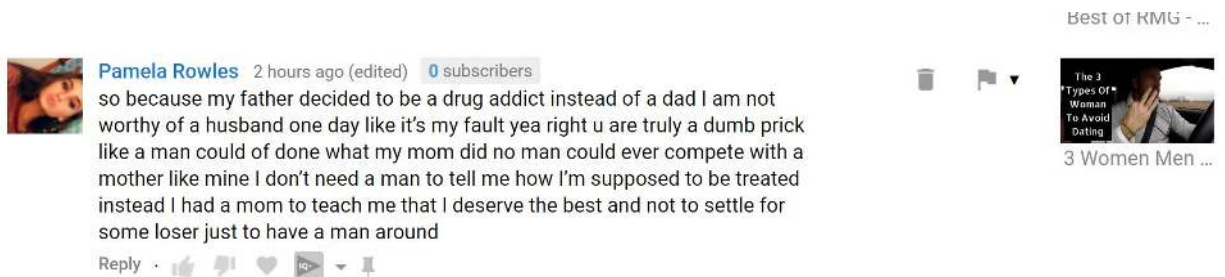 Best of RMG - ...
Pamela Rowles 2 hours ago (edited) 0 subscribers
so because my father decided to be a drug addict instead of a dad I am not
worthy of a husband one day like it's my fault yea right u are truly a dumb prick
like a man could of done what my mom did no man could ever compete with a
mother like mine I don't need a man to tell me how I'm supposed to be treated
instead I had a mom to teach me that I deserve the best and not to settle for
some loser just to have a man around
Reply ·
The 3
"Types Of"
Woman
To Avoid
Dating
3 Women Men ...